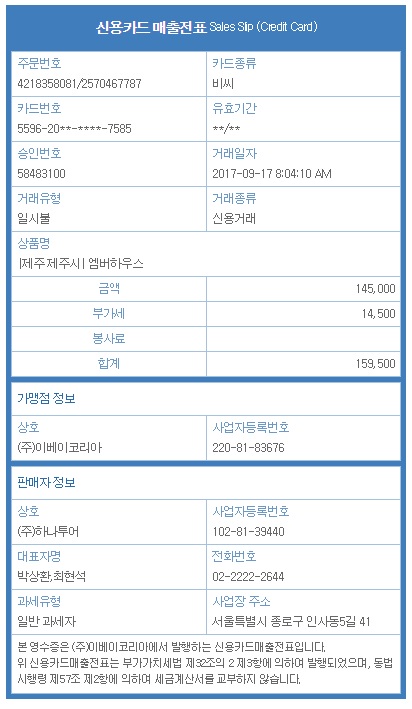 신용카드 매출전표 Sales Slip (Credit Card)
주문번호 카드종류
4218358081/2570467787 비씨
카드번호 유효기간
5596-20**-****-7585 **/**
승인번호 거래일자
58483100 2017-09-17 8:04:10 AM
거래유형 거래종류
일시불 신용거래
상품명
|제주 제주시| 엠버하우스
금액 145,000
부가세 14,500
봉사료
합계 159,500
가맹점 정보
상호 사업자등록번호
(주)이베이코리아 220-81-83676
판매자 정보
상호 사업자등록번호
(주)하나투어 102-81-39440
대표자명 전화번호
박상환,최현석 02-2222-2644
과세유형 사업장 주소
일반 과세자 서울특별시 종로구 인사동5길 41
본 영수증은 (주)이베이코리아에서 발행하는 신용카드매출전표입니다.
위 신용카드매출전표는 부가가치세법 제32조의 2 제3항에 의하여 발행되었으며, 동법
시행령 제57조 제2항에 의하여 세금계산서를 교부하지 않습니다.